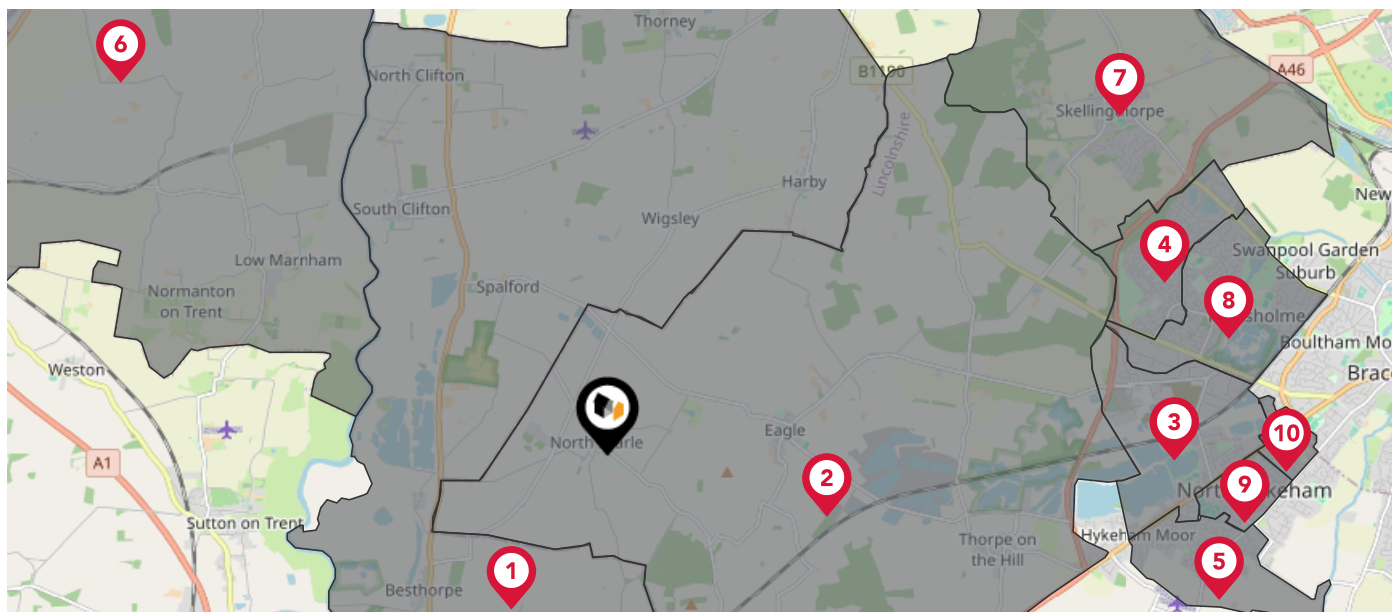 Thorney
6
North Clifton
B1190
A46
7
Skellingthorpe
Lincolnshire
Harby
New
South Clifton
Wigsley
4
Swanpool Garden
Suburb
Low Marnham
Spalford
Normanton
on Trent
8
Boultham Mo
Weston
Brac
3
North
Eagle
10
A1
2
9
Sutton on Trent
Hykeham Moor
Thorpe on
the Hill
5
1
Besthorpe